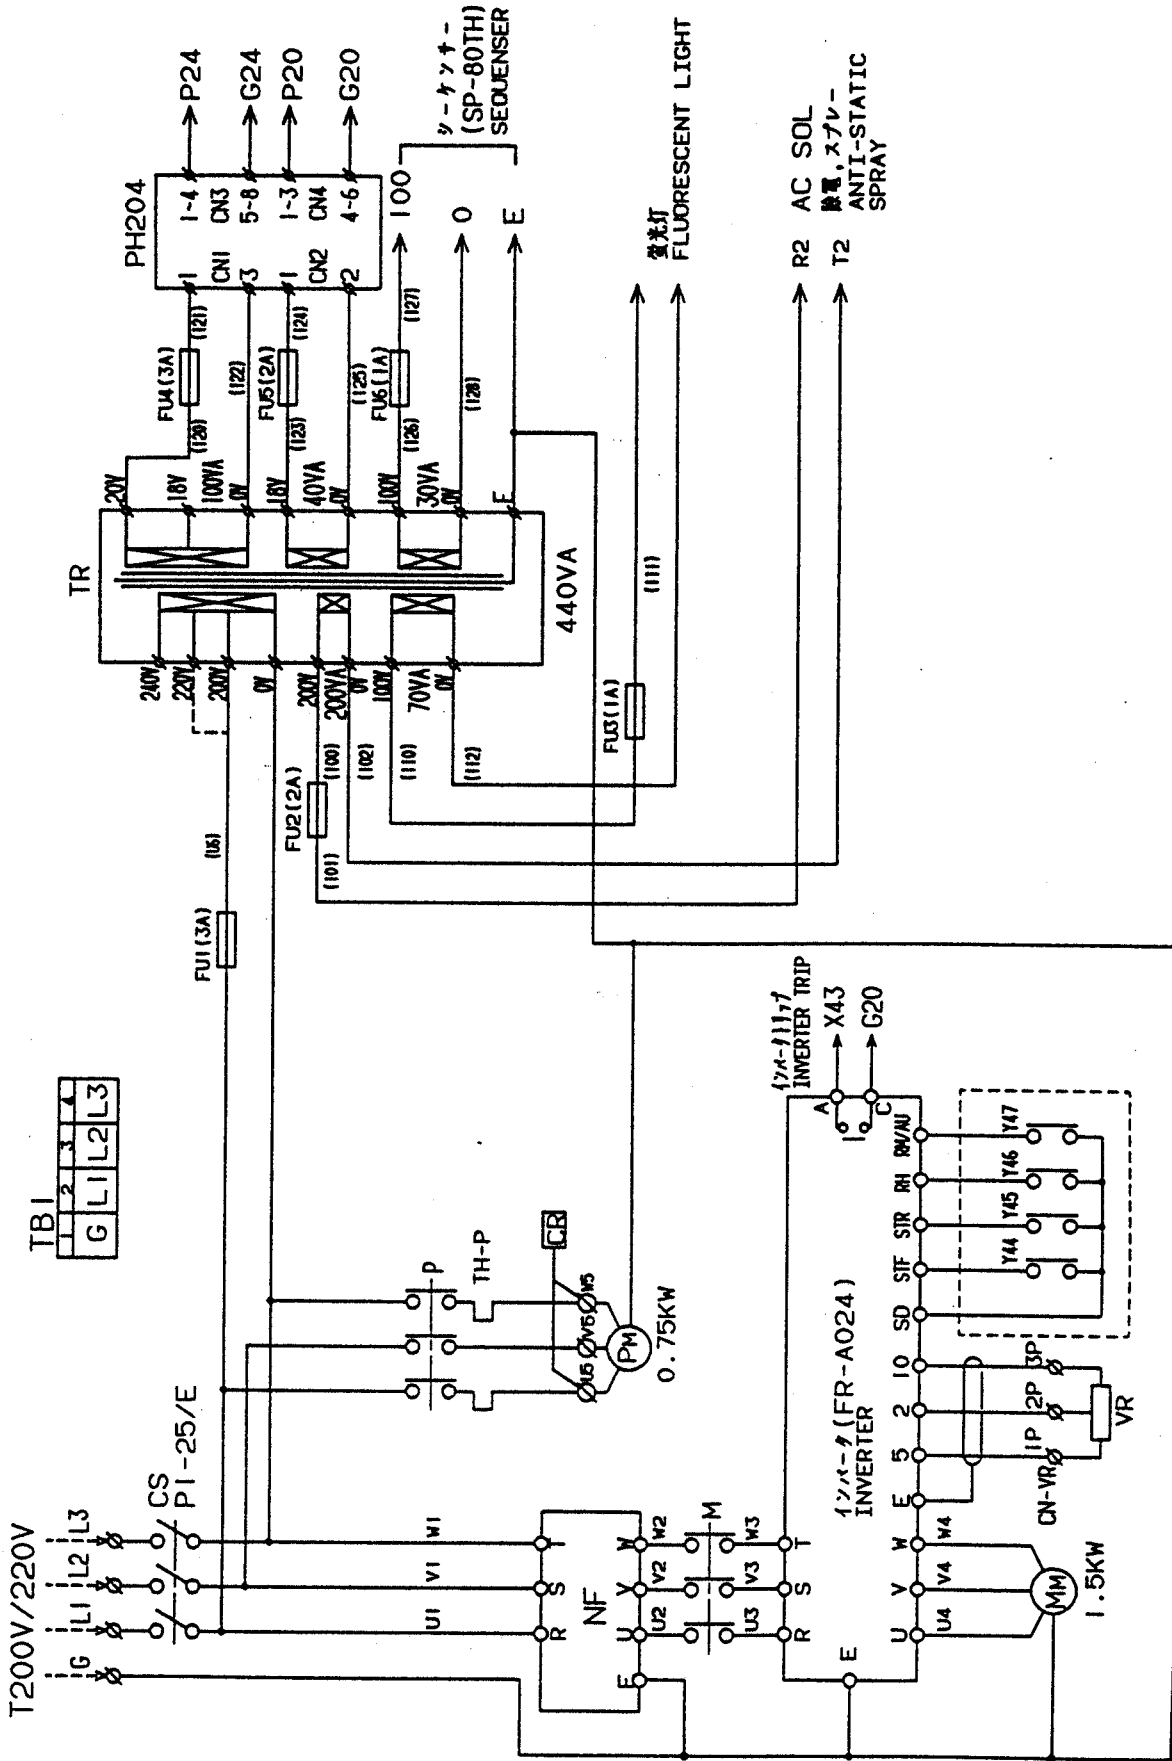 T200V/220V
G
L1
L2
L3
CS
P1-25/E
TB1
1 2 3 4
G L1 L2 L3
U1
V1
W1
R
S
T
NF
E
U
V
W
U2
V2
W2
M
U3
V3
W3
R
S
T
E
インバータ(FR-A024)
INVERTER
U
V
W
E
5
2
10
SD
STF
STR
RH
RM/AU
U4
V4
W4
MM
1.5KW
CN-VR
1P
2P
3P
VR
Y44
Y45
Y46
Y47
A
C
インバータトリップ
INVERTER TRIP
X43
G20
P
TH-P
CR
U5
V5
W5
PM
0.75KW
FU1(3A)
(U6)
TR
240V
220V
200V
0V
200V
200VA
0V
100V
70VA
0V
440VA
20V
18V
100VA
0V
18V
40VA
0V
100V
30VA
0V
E
FU2(2A)
(100)
(101)
(102)
(110)
(112)
FU3(1A)
(111)
FU4(3A)
(120)
(121)
(122)
FU5(2A)
(123)
(124)
(125)
FU6(1A)
(126)
(127)
(128)
PH204
1
CN1
3
1
CN2
2
1~4
CN3
5~8
1~3
CN4
4~6
P24
G24
P20
G20
100
0
E
シーケンサー
(SP-80TH)
SEQUENSER
蛍光灯
FLUORESCENT LIGHT
R2
AC SOL
T2
除電,スプレー
ANTI-STATIC
SPRAY